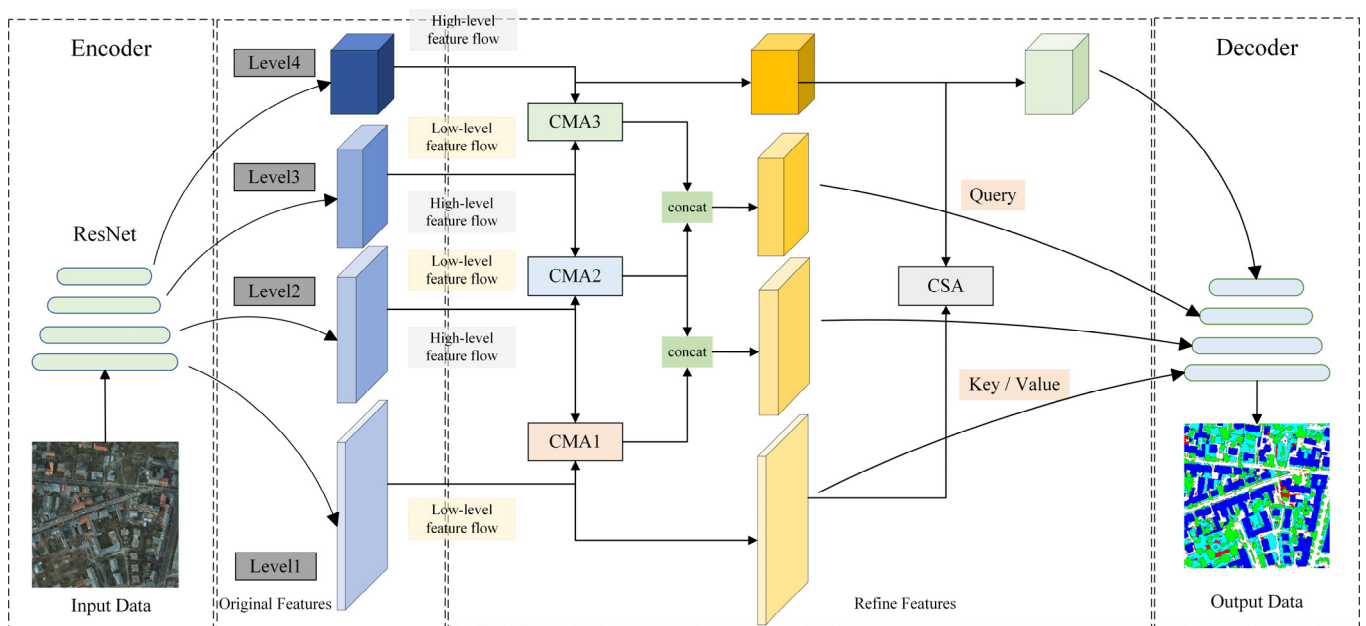 Encoder
High-level
feature flow
Decoder
Level4
CMA3
Low-level
feature flow
Level3
Query
High-level
feature flow
concat
ResNet
Low-level
feature flow
Level2
CMA2
CSA
High-level
feature flow
concat
Key / Value
CMA1
Low-level
feature flow
Level1
Input Data
Original Features
Refine Features
Output Data